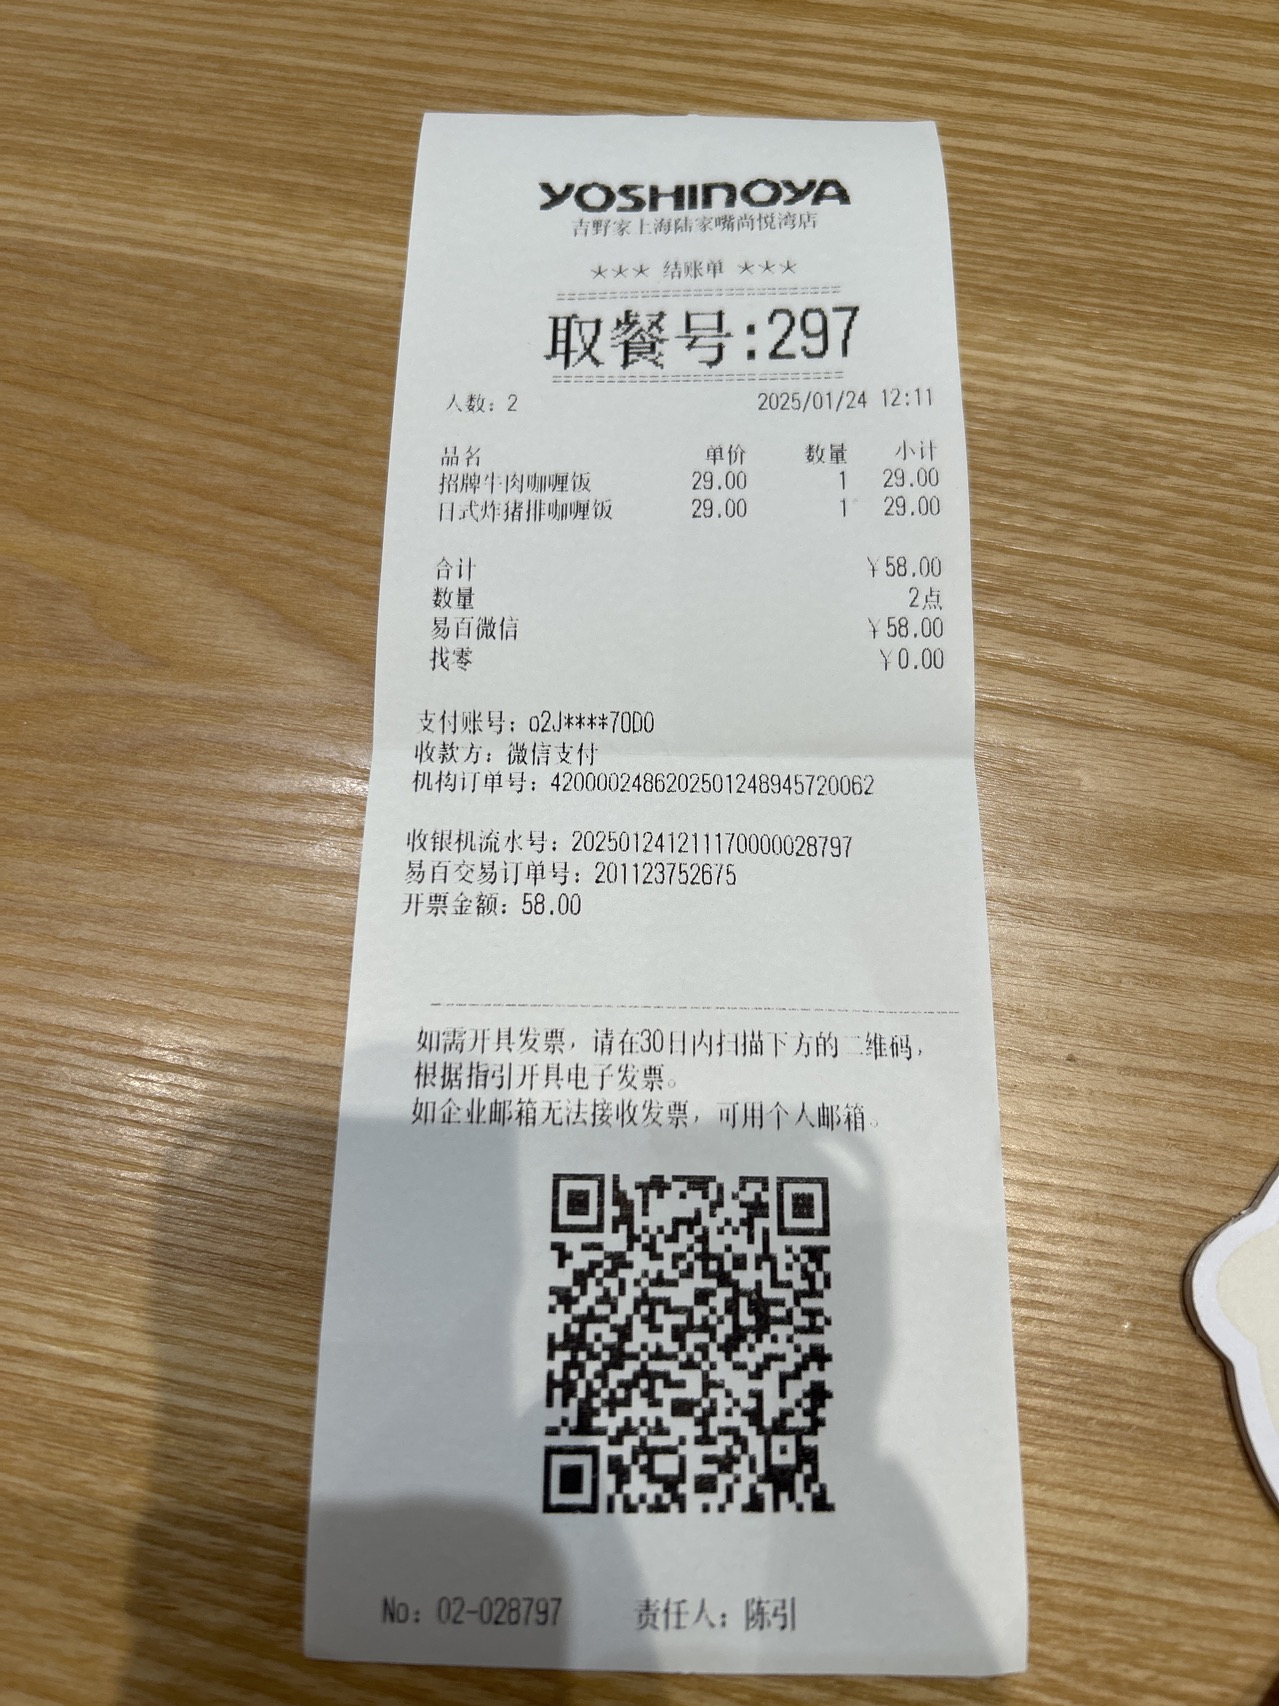 YOSHINOYA
吉野家上海陆家嘴尚悦湾店
*** 结账单 ***
取餐号:297
人数: 2 2025/01/24 12:11
品名 单价 数量 小计
招牌牛肉咖喱饭 29.00 1 29.00
日式炸猪排咖喱饭 29.00 1 29.00
合计 ¥58.00
数量 2点
易百微信 ¥58.00
找零 ¥0.00
支付账号: o2J****70D0
收款方: 微信支付
机构订单号: 4200002486202501248945720062
收银机流水号: 202501241211170000028797
易百交易订单号: 201123752675
开票金额: 58.00
如需开具发票,请在30日内扫描下方的二维码,
根据指引开具电子发票。
如企业邮箱无法接收发票,可用个人邮箱。
No: 02-028797 责任人: 陈引